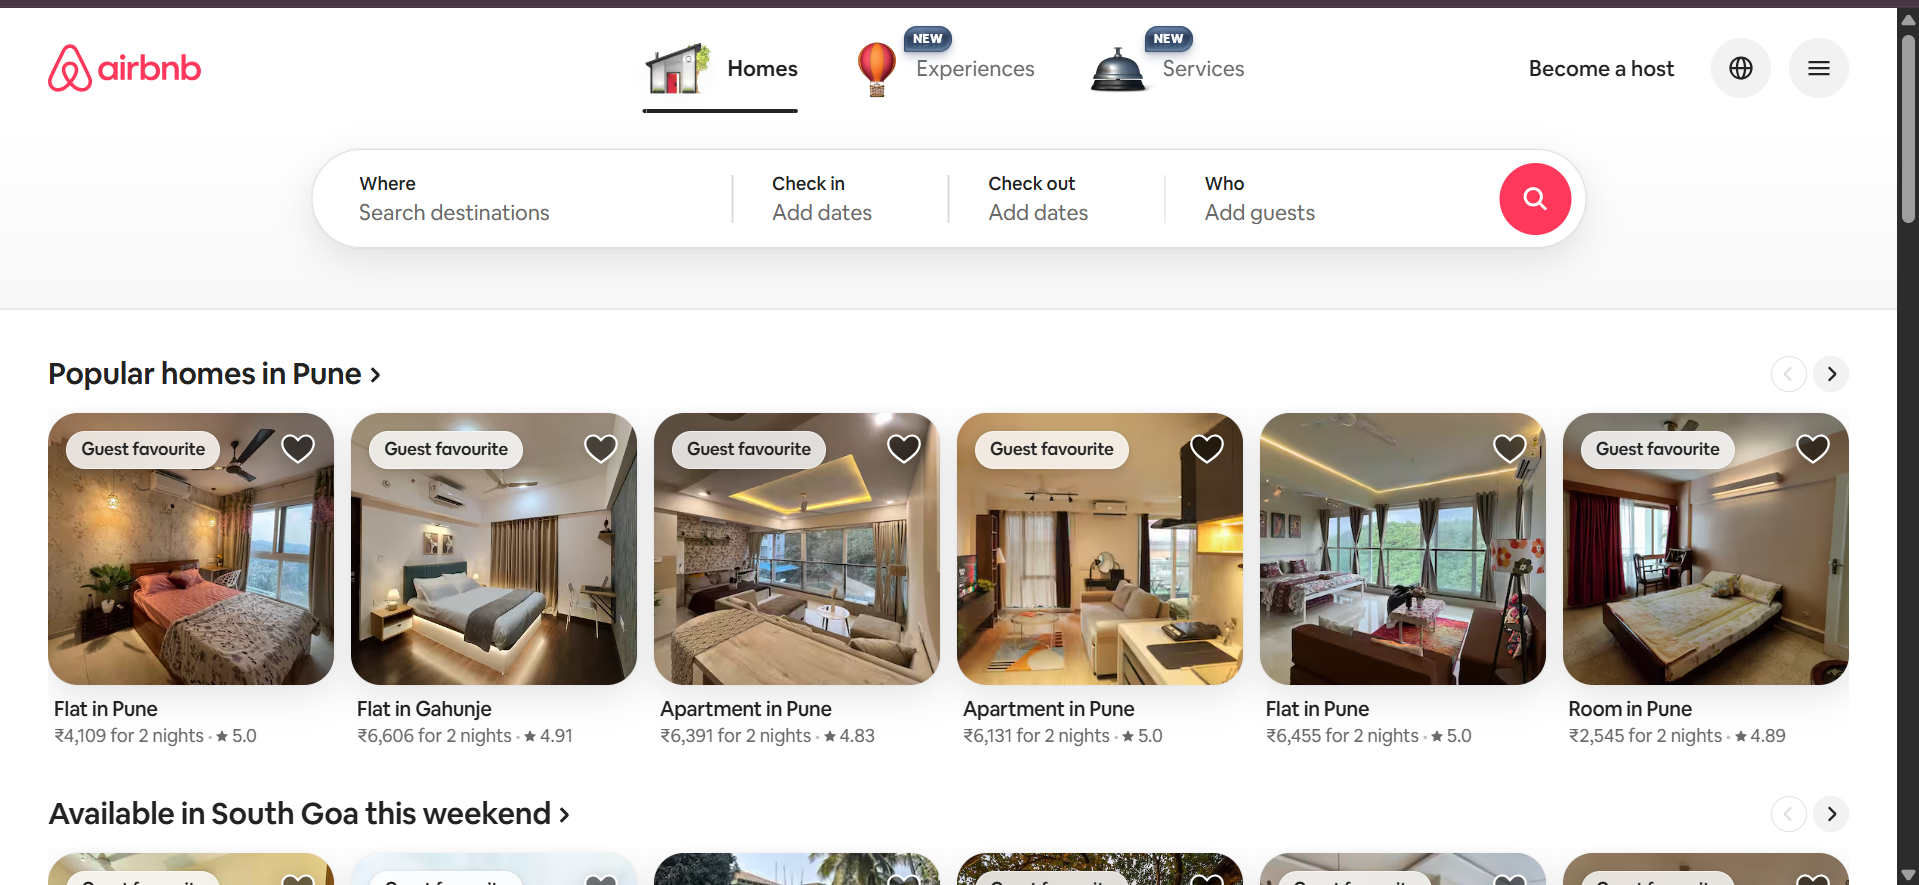 airbnb
Homes
NEW
Experiences
NEW
Services
Become a host
Where
Search destinations
Check in
Add dates
Check out
Add dates
Who
Add guests
Popular homes in Pune
Guest favourite
Guest favourite
Guest favourite
Guest favourite
Guest favourite
Flat in Pune
₹4,109 for 2 nights · ★ 5.0
Flat in Gahunje
₹6,606 for 2 nights · ★ 4.91
Apartment in Pune
₹6,391 for 2 nights · ★ 4.83
Apartment in Pune
₹6,131 for 2 nights · ★ 5.0
Flat in Pune
₹6,455 for 2 nights · ★ 5.0
Room in Pune
₹2,545 for 2 nights · ★ 4.89
Available in South Goa this weekend